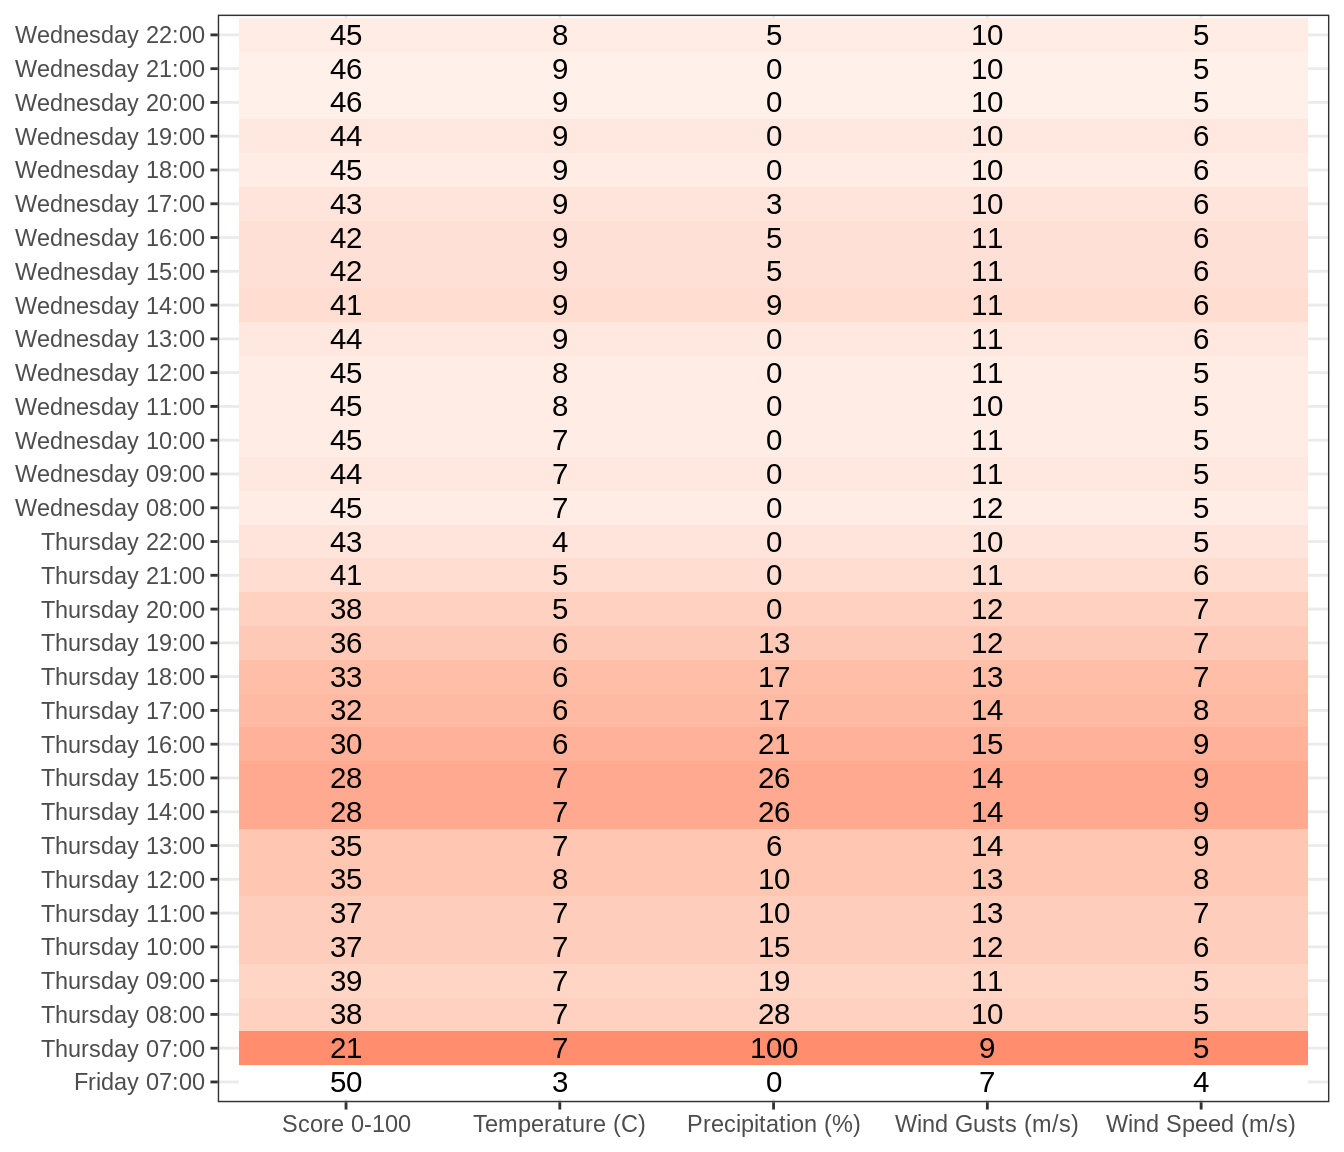 Wednesday 22:00 45 8 5 10 5
Wednesday 21:00 46 9 0 10 5
Wednesday 20:00 46 9 0 10 5
Wednesday 19:00 44 9 0 10 6
Wednesday 18:00 45 9 0 10 6
Wednesday 17:00 43 9 3 10 6
Wednesday 16:00 42 9 5 11 6
Wednesday 15:00 42 9 5 11 6
Wednesday 14:00 41 9 9 11 6
Wednesday 13:00 44 9 0 11 6
Wednesday 12:00 45 8 0 11 5
Wednesday 11:00 45 8 0 10 5
Wednesday 10:00 45 7 0 11 5
Wednesday 09:00 44 7 0 11 5
Wednesday 08:00 45 7 0 12 5
Thursday 22:00 43 4 0 10 5
Thursday 21:00 41 5 0 11 6
Thursday 20:00 38 5 0 12 7
Thursday 19:00 36 6 13 12 7
Thursday 18:00 33 6 17 13 7
Thursday 17:00 32 6 17 14 8
Thursday 16:00 30 6 21 15 9
Thursday 15:00 28 7 26 14 9
Thursday 14:00 28 7 26 14 9
Thursday 13:00 35 7 6 14 9
Thursday 12:00 35 8 10 13 8
Thursday 11:00 37 7 10 13 7
Thursday 10:00 37 7 15 12 6
Thursday 09:00 39 7 19 11 5
Thursday 08:00 38 7 28 10 5
Thursday 07:00 21 7 100 9 5
Friday 07:00 50 3 0 7 4
Score 0-100 Temperature (C) Precipitation (%) Wind Gusts (m/s) Wind Speed (m/s)